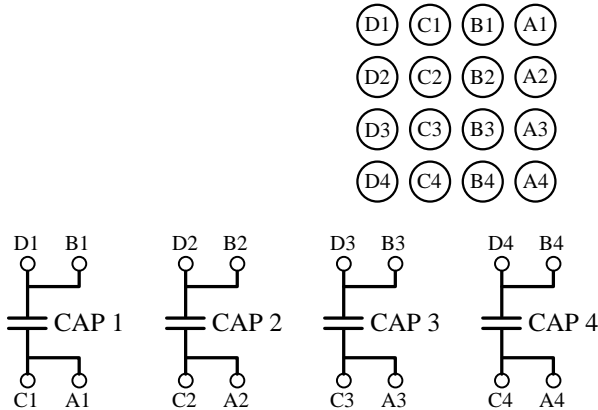 D1 C1 B1 A1
D2 C2 B2 A2
D3 C3 B3 A3
D4 C4 B4 A4
D1 B1 D2 B2 D3 B3 D4 B4
CAP 1 CAP 2 CAP 3 CAP 4
C1 A1 C2 A2 C3 A3 C4 A4